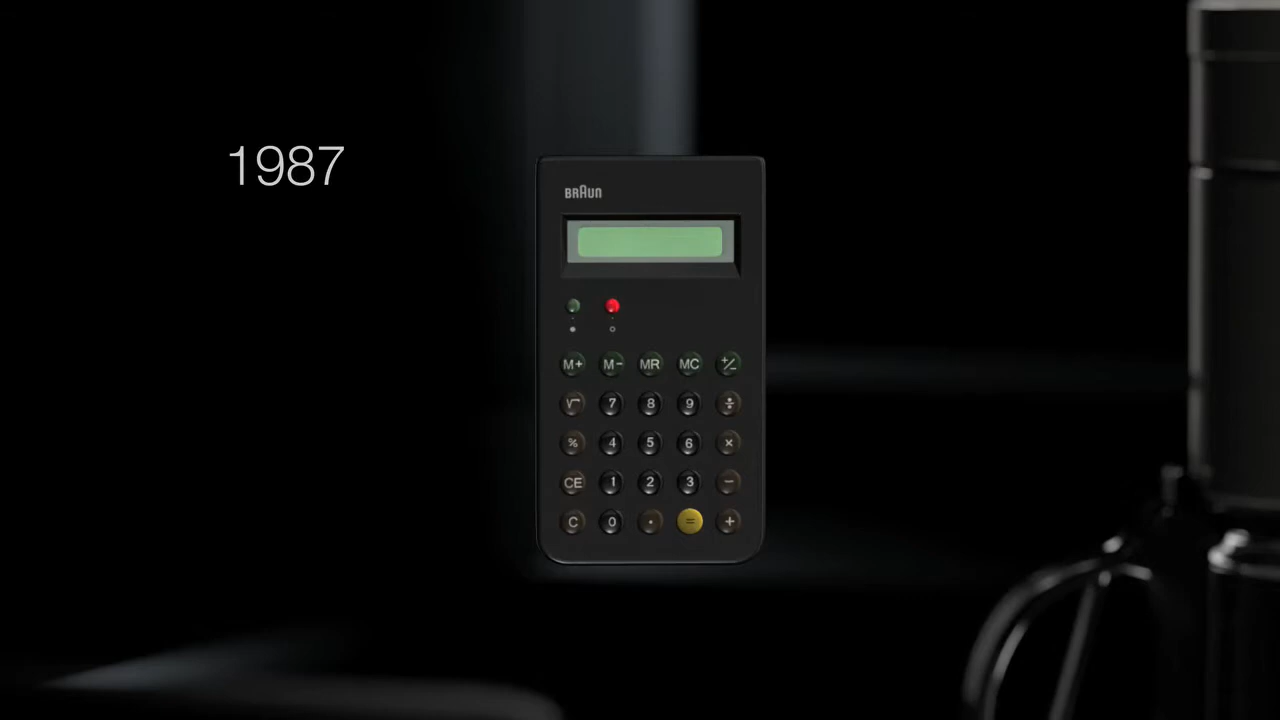 1987
BRAUN
M+ M− MR MC +/−
√ 7 8 9 ÷
% 4 5 6 ×
CE 1 2 3 −
C 0 . = +